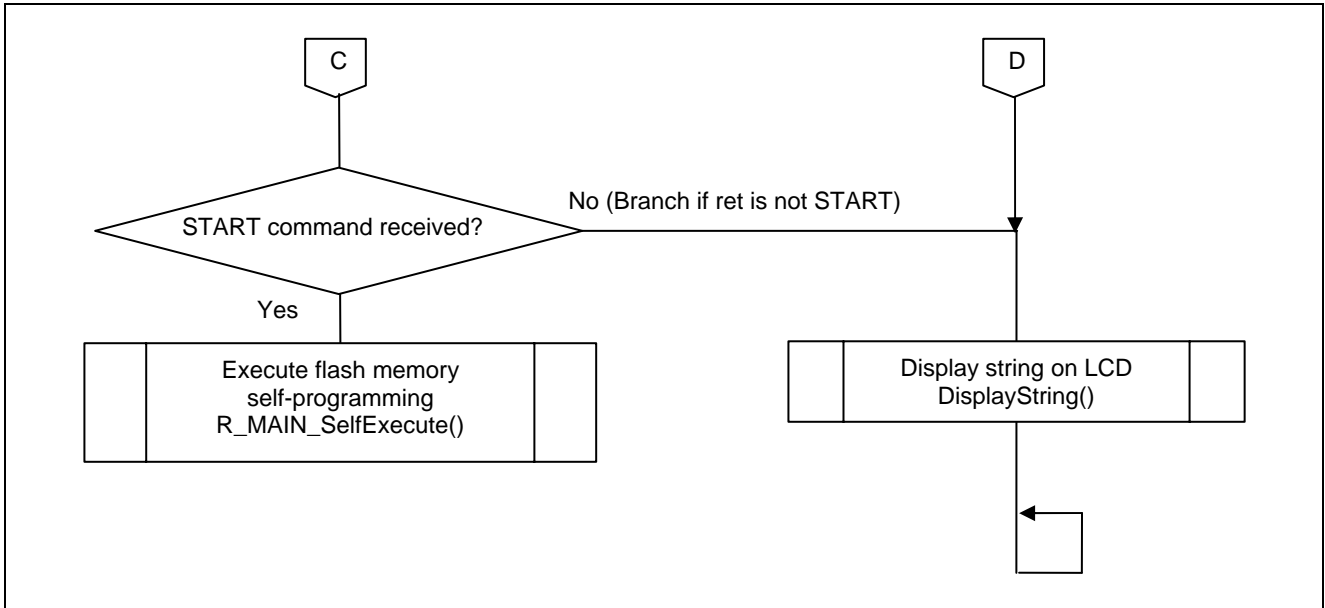 C
D
START command received?
No (Branch if ret is not START)
Yes
Execute flash memory
self-programming
R_MAIN_SelfExecute()
Display string on LCD
DisplayString()